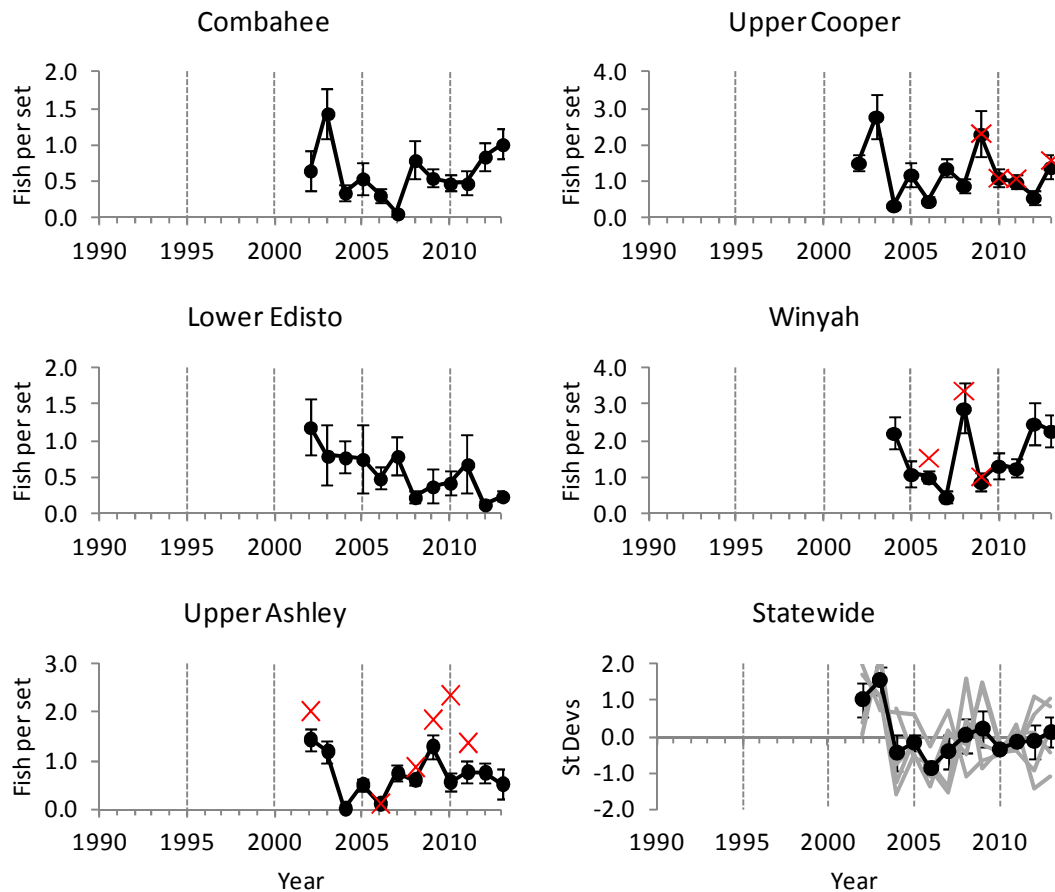 Combahee
Fish per set
2.0
1.5
1.0
0.5
0.0
1990 1995 2000 2005 2010
Upper Cooper
Fish per set
4.0
3.0
2.0
1.0
0.0
1990 1995 2000 2005 2010
Lower Edisto
Fish per set
2.0
1.5
1.0
0.5
0.0
1990 1995 2000 2005 2010
Winyah
Fish per set
4.0
3.0
2.0
1.0
0.0
1990 1995 2000 2005 2010
Upper Ashley
Fish per set
3.0
2.0
1.0
0.0
1990 1995 2000 2005 2010
Year
Statewide
St Devs
2.0
1.0
0.0
-1.0
-2.0
1990 1995 2000 2005 2010
Year